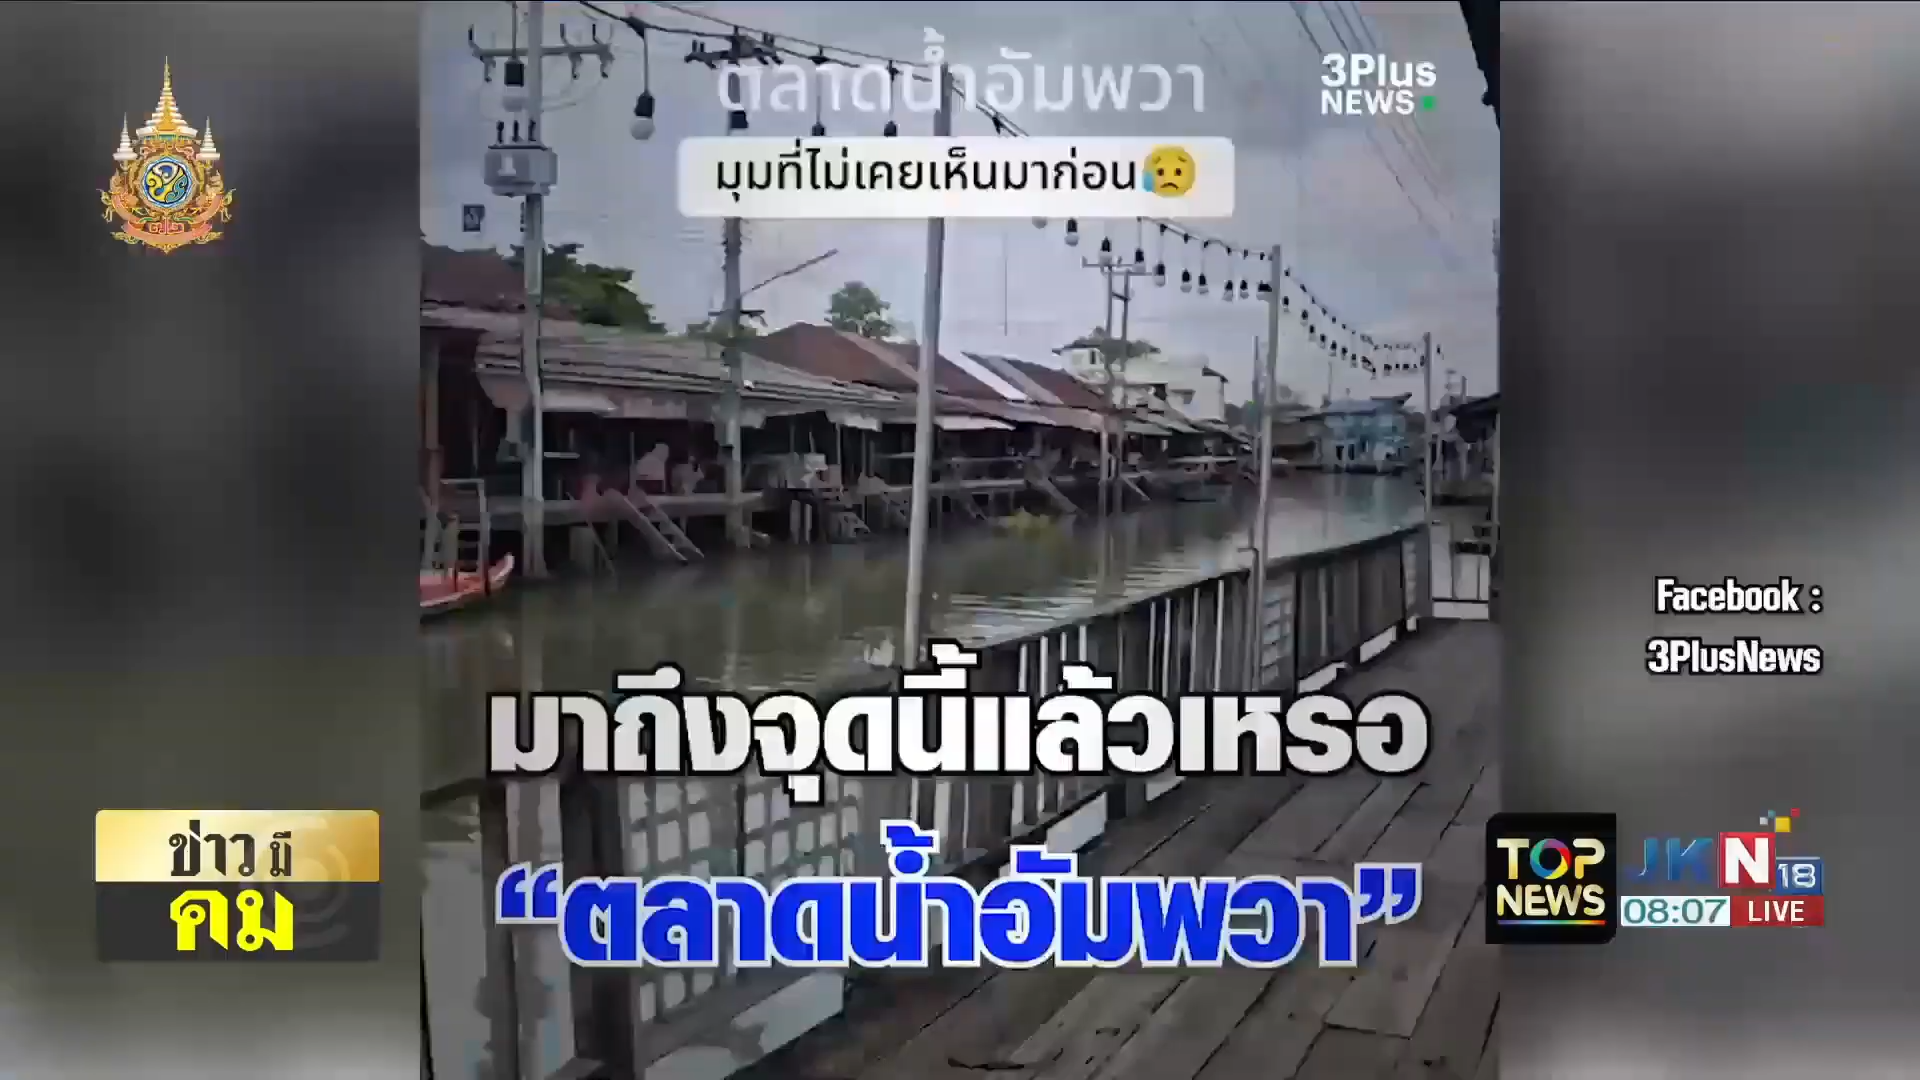 ตลาดน้ำอัมพวา
3Plus
NEWS
มุมที่ไม่เคยเห็นมาก่อน😥
Facebook :
3PlusNews
มาถึงจุดนี้แล้วเหรอ
“ตลาดน้ำอัมพวา”
ข่าวมี
คม
TOP
NEWS
JKN18
08:07 LIVE